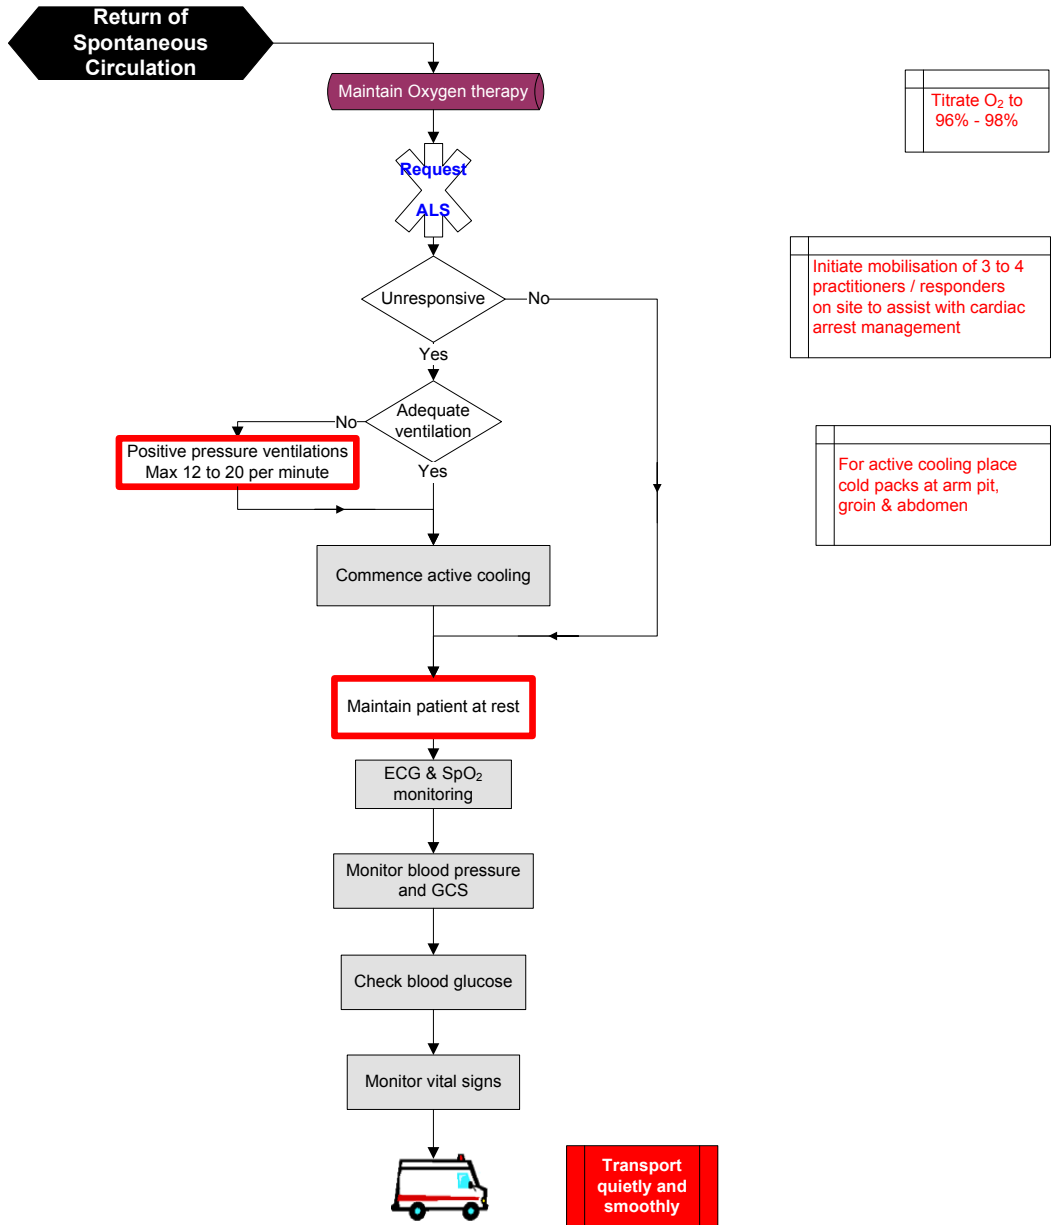 Return of
Spontaneous
Circulation
Maintain Oxygen therapy
Titrate O₂ to
96% - 98%
Request
ALS
Initiate mobilisation of 3 to 4
practitioners / responders
on site to assist with cardiac
arrest management
Unresponsive
No
Yes
Adequate
ventilation
No
Positive pressure ventilations
Max 12 to 20 per minute
Yes
For active cooling place
cold packs at arm pit,
groin & abdomen
Commence active cooling
Maintain patient at rest
ECG & SpO₂
monitoring
Monitor blood pressure
and GCS
Check blood glucose
Monitor vital signs
Transport
quietly and
smoothly